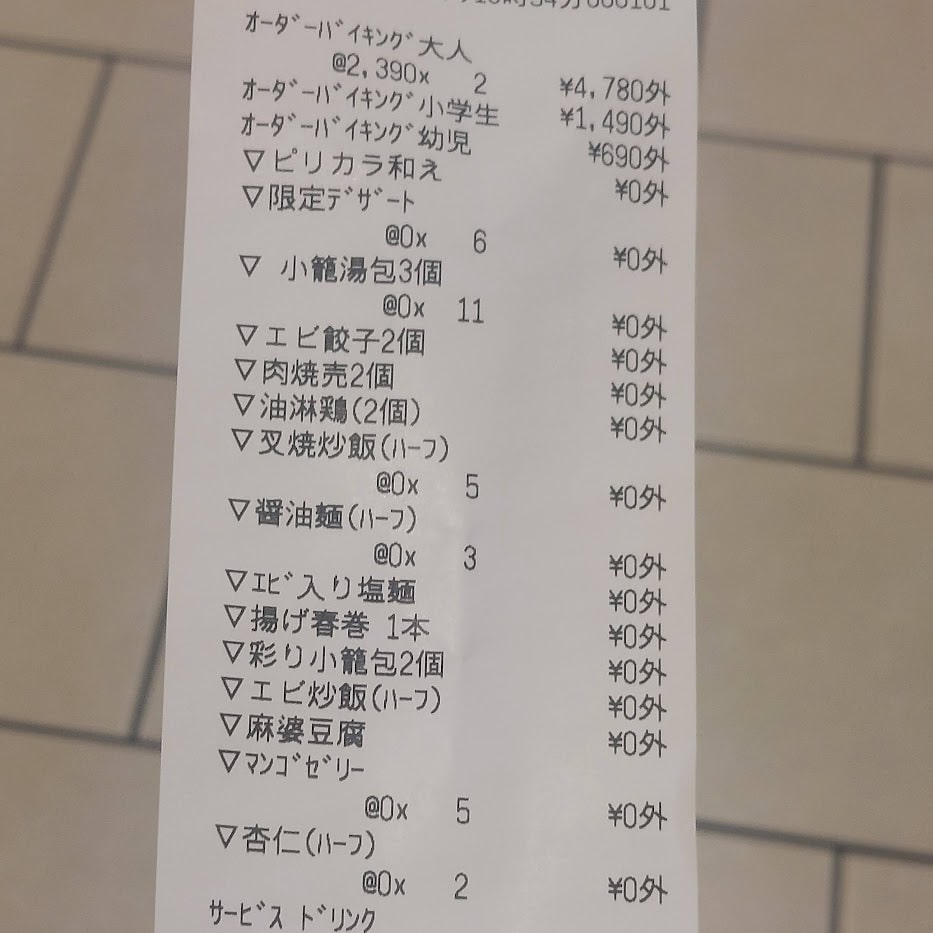 オーダーバイキング大人
@2,390x 2 ¥4,780外
オーダーバイキング小学生 ¥1,490外
オーダーバイキング幼児 ¥690外
▽ピリカラ和え ¥0外
▽限定デザート
@0x 6 ¥0外
▽ 小籠湯包3個
@0x 11 ¥0外
▽エビ餃子2個 ¥0外
▽肉焼売2個 ¥0外
▽油淋鶏(2個) ¥0外
▽叉焼炒飯(ハーフ)
@0x 5 ¥0外
▽醤油麺(ハーフ)
@0x 3 ¥0外
▽エビ入り塩麺 ¥0外
▽揚げ春巻 1本 ¥0外
▽彩り小籠包2個 ¥0外
▽エビ炒飯(ハーフ) ¥0外
▽麻婆豆腐 ¥0外
▽マンゴゼリー
@0x 5 ¥0外
▽杏仁(ハーフ)
@0x 2 ¥0外
サービス ドリンク